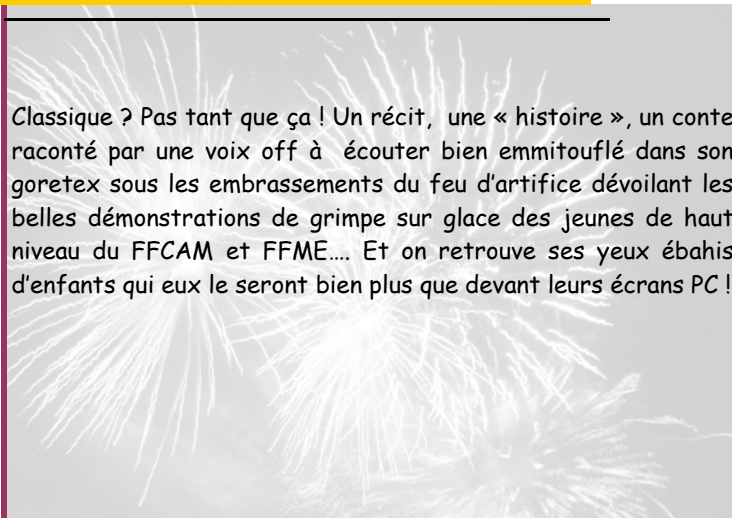 Classique ? Pas tant que ça ! Un récit, une « histoire », un conte
raconté par une voix off à écouter bien emmitouflé dans son
goretex sous les embrassements du feu d'artifice dévoilant les
belles démonstrations de grimpe sur glace des jeunes de haut
niveau du FFCAM et FFME.... Et on retrouve ses yeux ébahis
d'enfants qui eux le seront bien plus que devant leurs écrans PC !